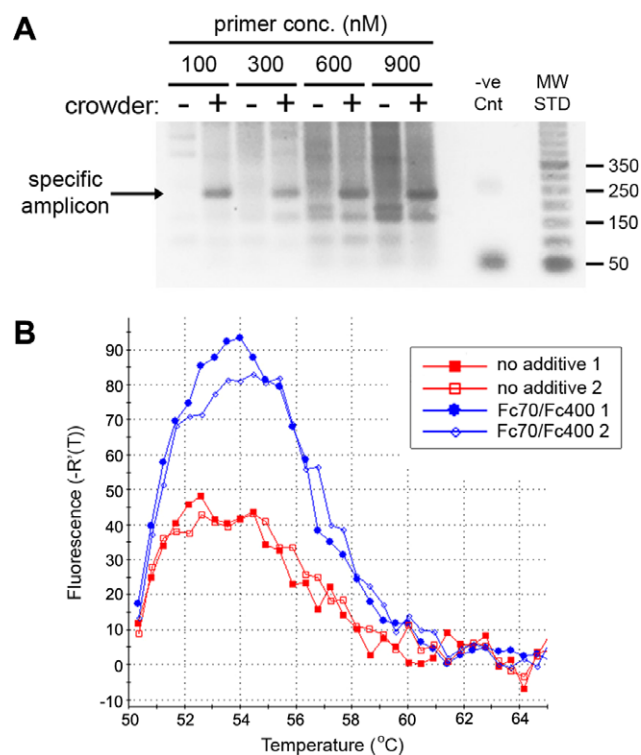 A
primer conc. (nM)
100 300 600 900
crowder: - + - + - + - +
-ve Cnt
MW STD
specific amplicon
350
250
150
50
B
Fluorescence (-R'(T))
90
80
70
60
50
40
30
20
10
0
-10
no additive 1
no additive 2
Fc70/Fc400 1
Fc70/Fc400 2
50 52 54 56 58 60 62 64
Temperature (°C)